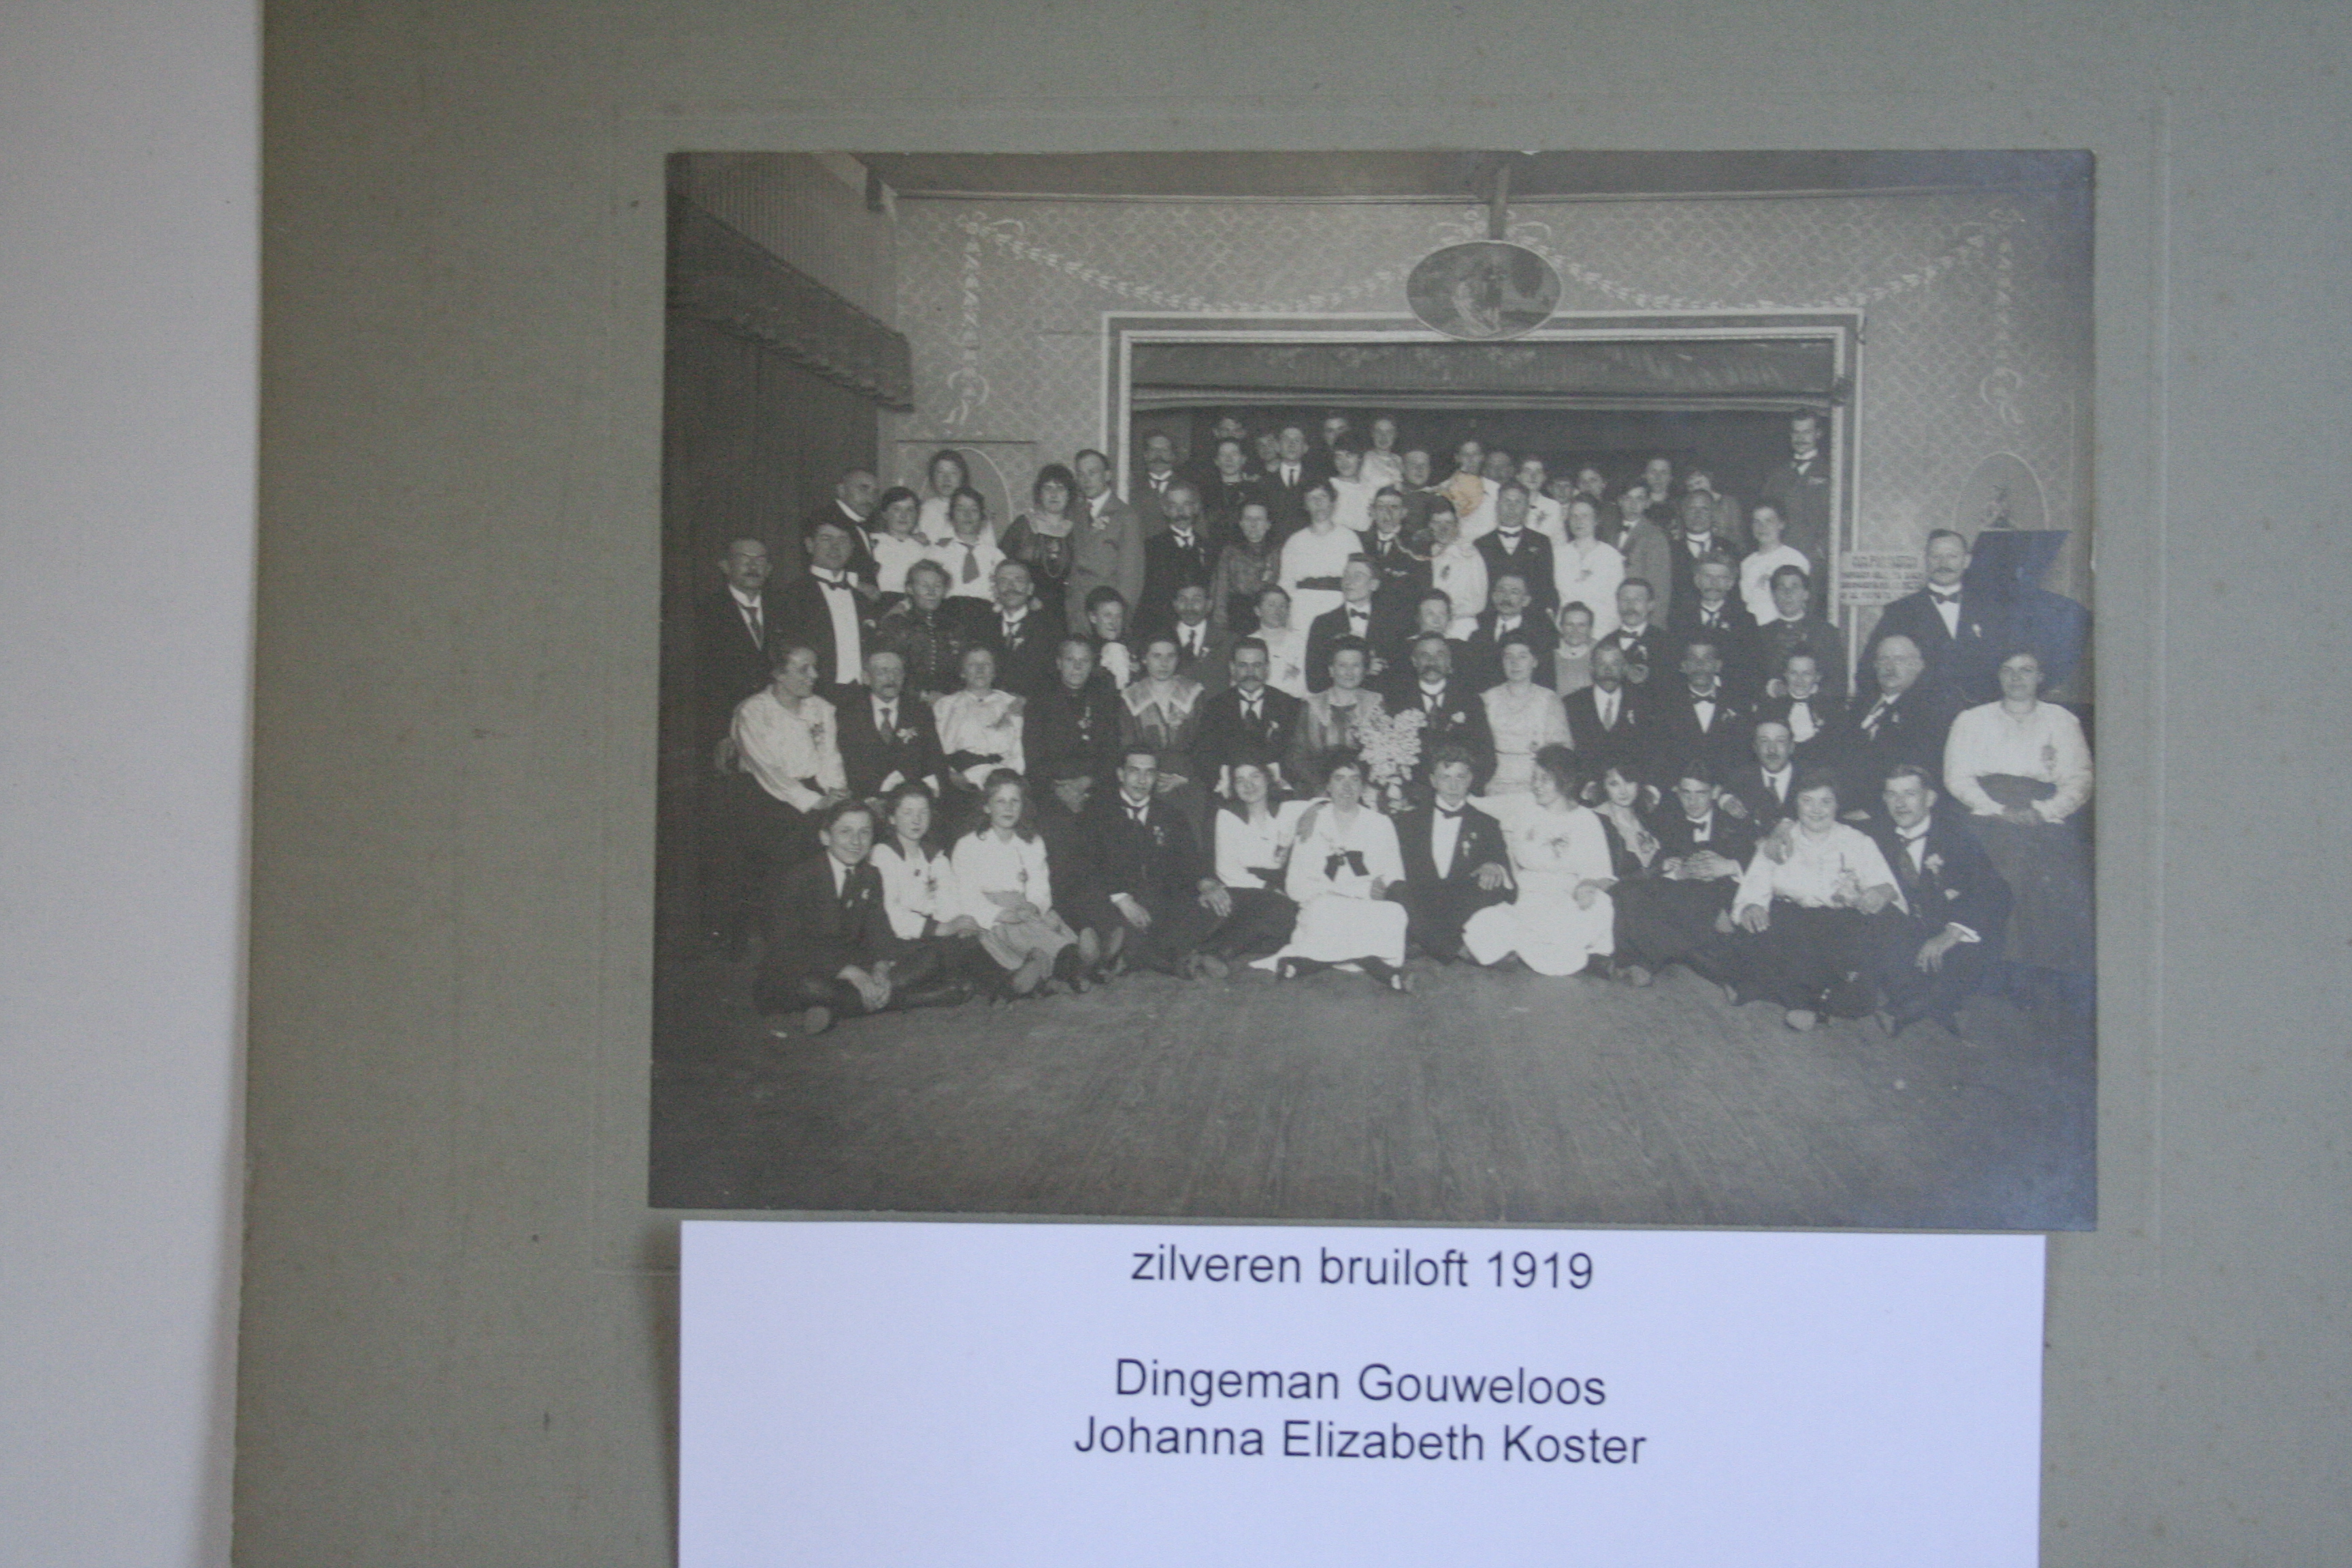 zilveren bruiloft 1919
Dingeman Gouweloos
Johanna Elizabeth Koster